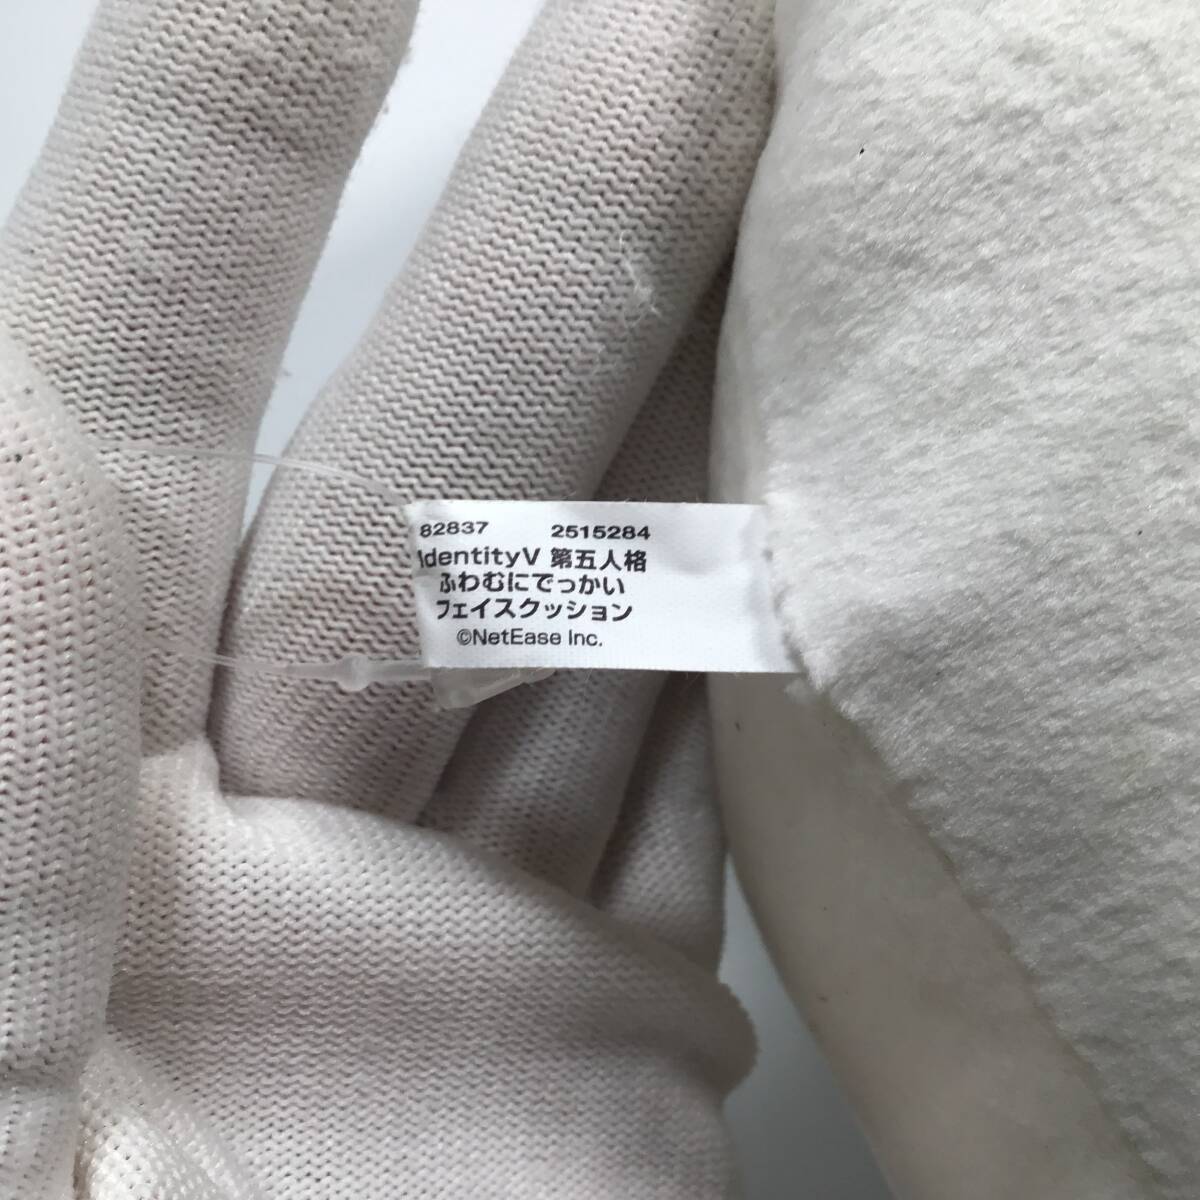 82837 2515284
IdentityV 第五人格
ふわむにでっかい
フェイスクッション
©NetEase Inc.